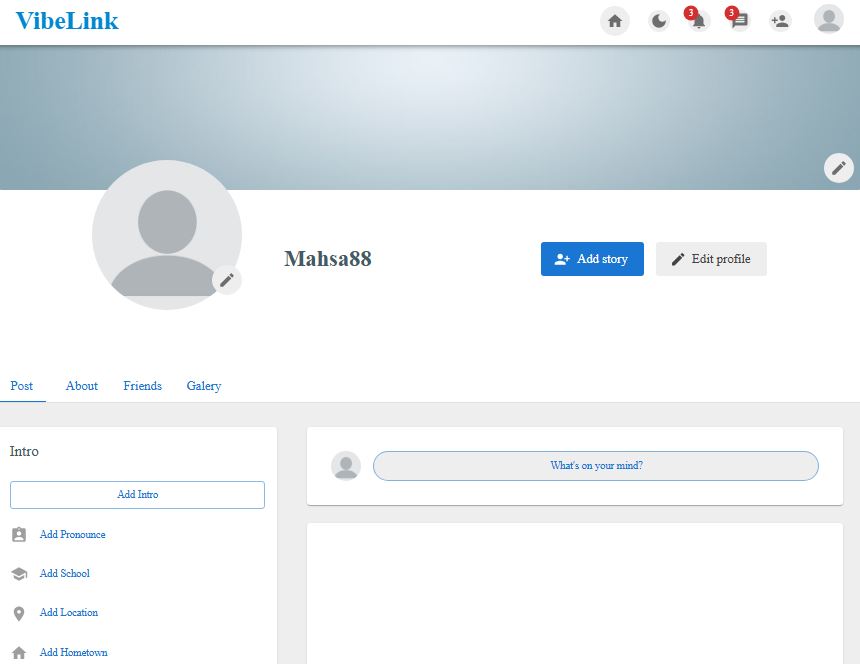 VibeLink
3
3
Mahsa88
Add story
Edit profile
Post
About
Friends
Galery
Intro
Add Intro
Add Pronounce
Add School
Add Location
Add Hometown
What's on your mind?